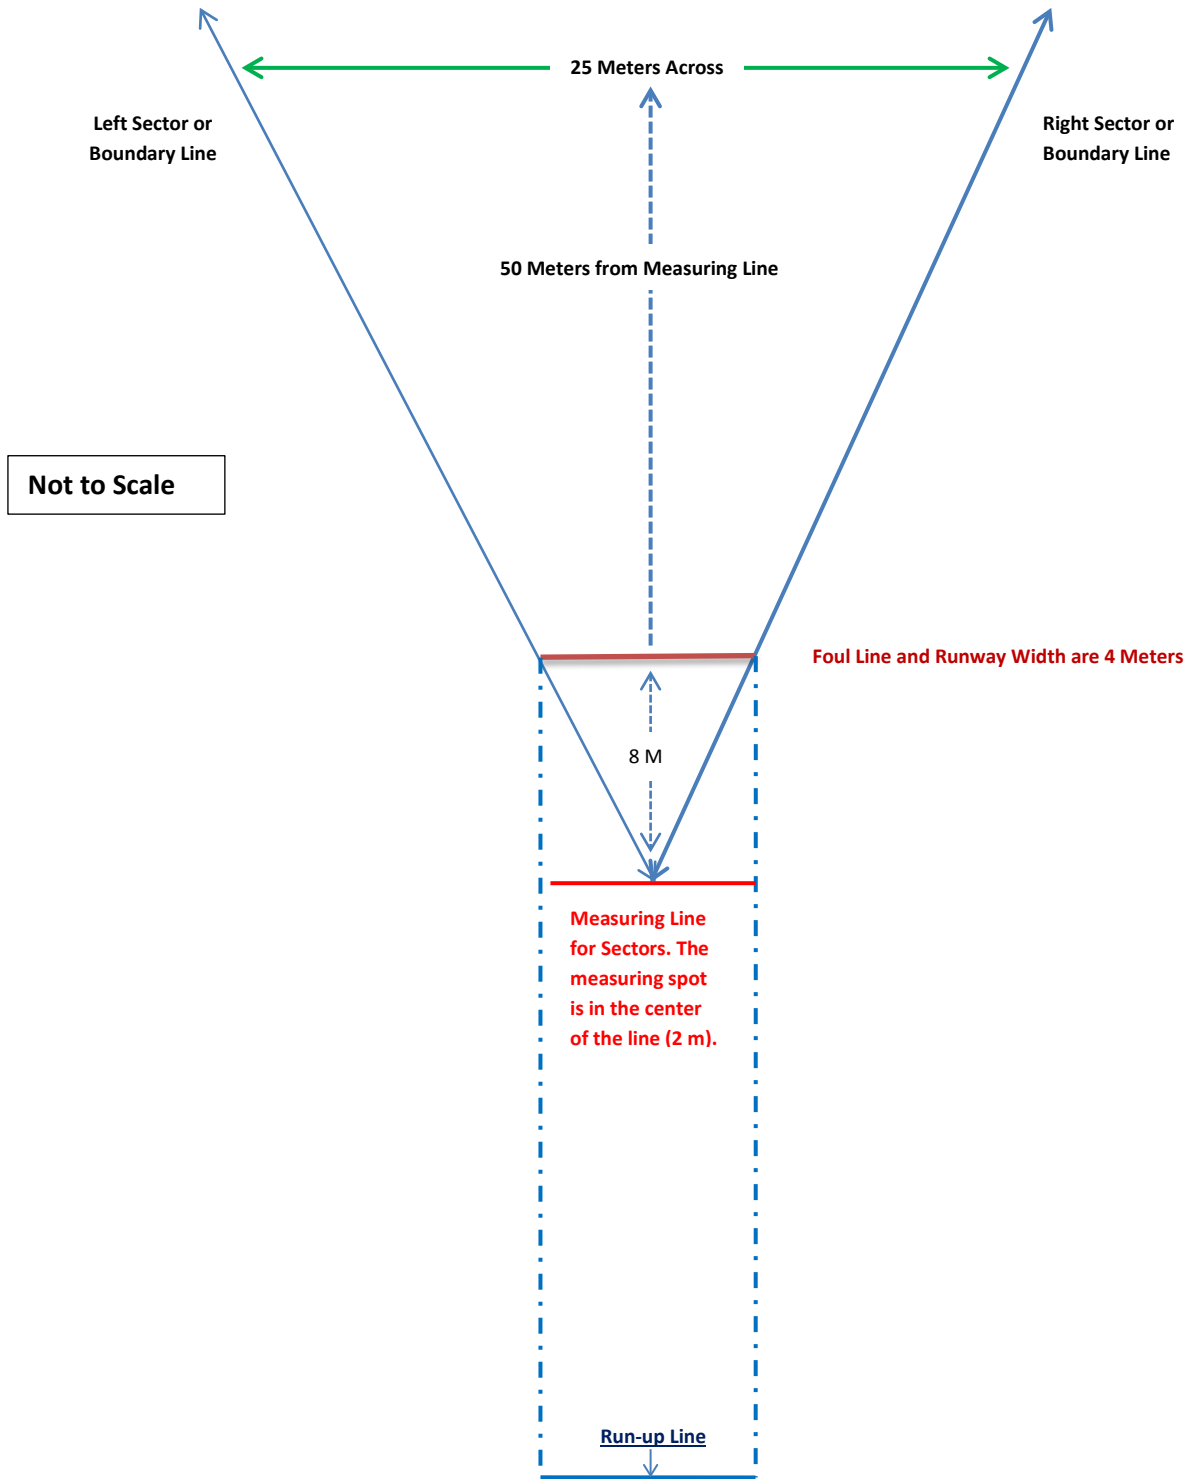 25 Meters Across
Left Sector or
Boundary Line
Right Sector or
Boundary Line
50 Meters from Measuring Line
Not to Scale
Foul Line and Runway Width are 4 Meters
8 M
Measuring Line
for Sectors. The
measuring spot
is in the center
of the line (2 m).
Run-up Line